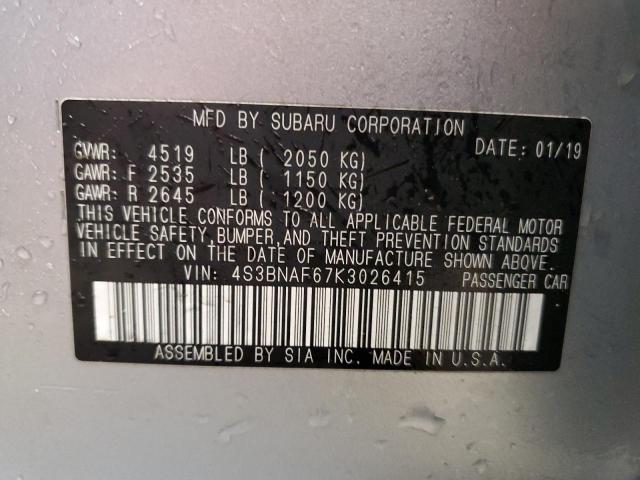 MFD BY SUBARU CORPORATION
DATE: 01/19
GVWR: 4519 LB ( 2050 KG)
GAWR: F 2535 LB ( 1150 KG)
GAWR: R 2645 LB ( 1200 KG)
THIS VEHICLE CONFORMS TO ALL APPLICABLE FEDERAL MOTOR
VEHICLE SAFETY, BUMPER, AND THEFT PREVENTION STANDARDS
IN EFFECT ON THE DATE OF MANUFACTURE SHOWN ABOVE.
VIN: 4S3BNAF67K3026415 PASSENGER CAR
ASSEMBLED BY SIA INC. MADE IN U.S.A.